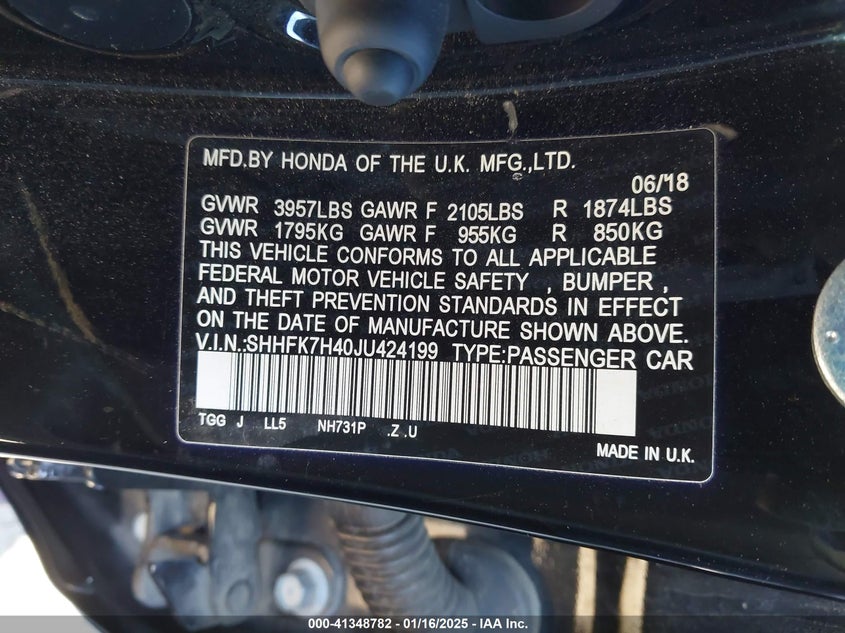 MFD.BY HONDA OF THE U.K. MFG.,LTD.
06/18
GVWR 3957LBS GAWR F 2105LBS R 1874LBS
GVWR 1795KG GAWR F 955KG R 850KG
THIS VEHICLE CONFORMS TO ALL APPLICABLE
FEDERAL MOTOR VEHICLE SAFETY , BUMPER ,
AND THEFT PREVENTION STANDARDS IN EFFECT
ON THE DATE OF MANUFACTURE SHOWN ABOVE.
V.I.N.:SHHFK7H40JU424199 TYPE:PASSENGER CAR
TGG J LL5 NH731P .Z .U
MADE IN U.K.
000-41348782 - 01/16/2025 - IAA Inc.